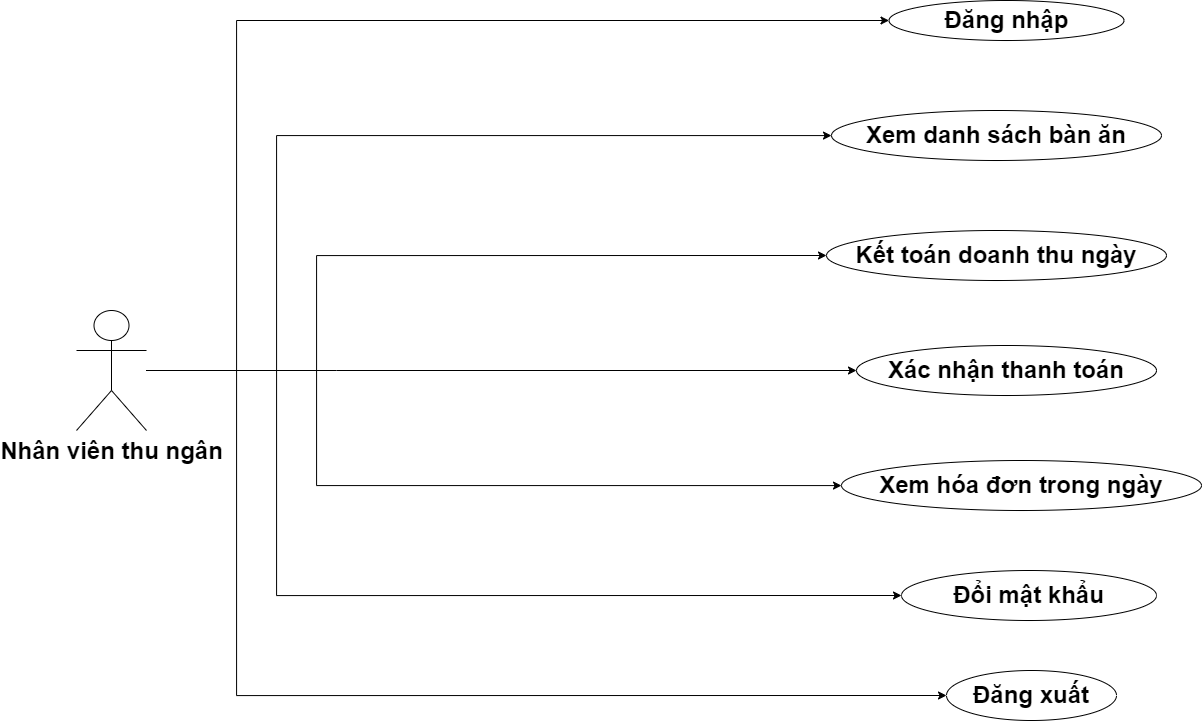 Đăng nhập
Xem danh sách bàn ăn
Kết toán doanh thu ngày
Xác nhận thanh toán
Nhân viên thu ngân
Xem hóa đơn trong ngày
Đổi mật khẩu
Đăng xuất